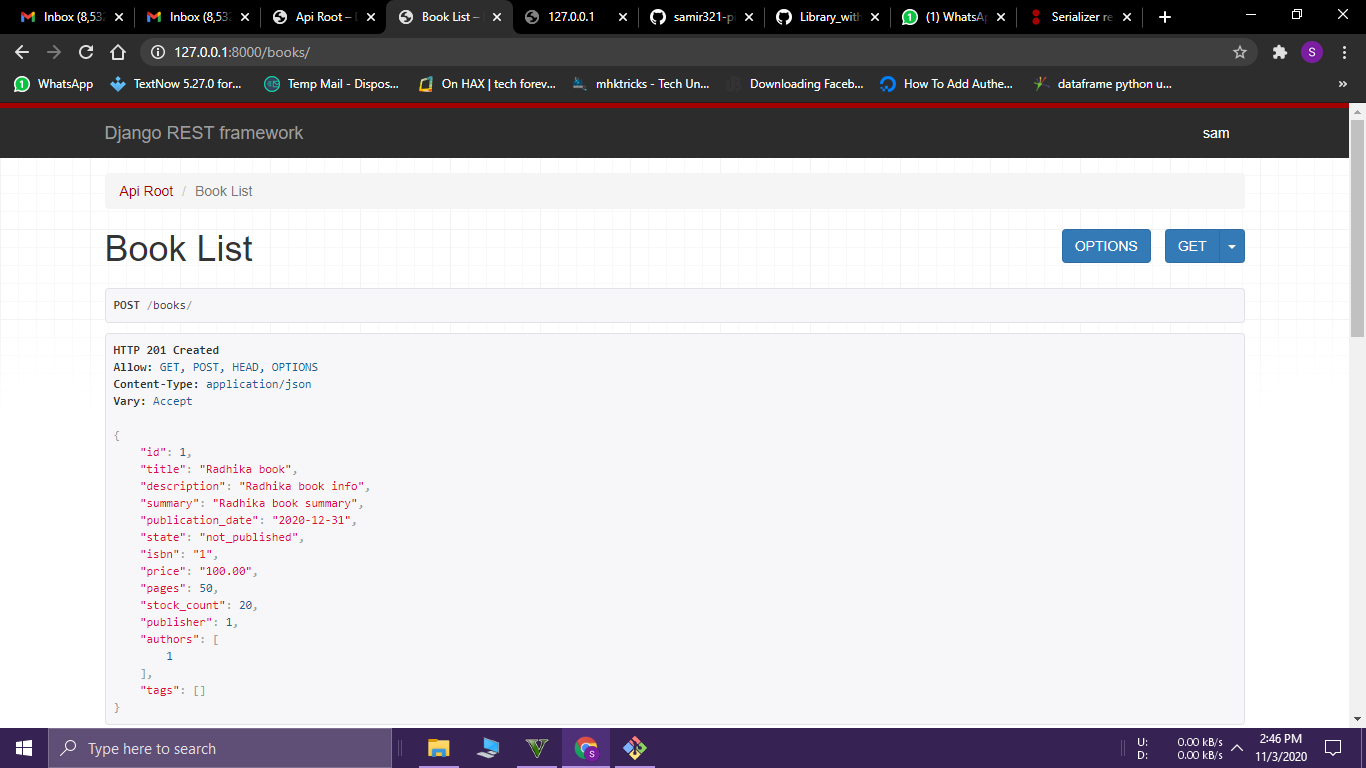 Inbox (8,532
Inbox (8,532
Api Root – D
Book List –
127.0.0.1
samir321-p
Library_with
(1) WhatsAp
Serializer re
127.0.0.1:8000/books/
S
WhatsApp
TextNow 5.27.0 for...
Temp Mail - Dispos...
On HAX | tech forev...
mhktricks - Tech Un...
Downloading Faceb...
How To Add Authe...
dataframe python u...
»
Django REST framework
sam
Api Root / Book List
Book List
OPTIONS
GET
POST /books/
HTTP 201 Created
Allow: GET, POST, HEAD, OPTIONS
Content-Type: application/json
Vary: Accept
{
"id": 1,
"title": "Radhika book",
"description": "Radhika book info",
"summary": "Radhika book summary",
"publication_date": "2020-12-31",
"state": "not_published",
"isbn": "1",
"price": "100.00",
"pages": 50,
"stock_count": 20,
"publisher": 1,
"authors": [
1
],
"tags": []
}
Type here to search
U: 0.00 kB/s
D: 0.00 kB/s
2:46 PM
11/3/2020